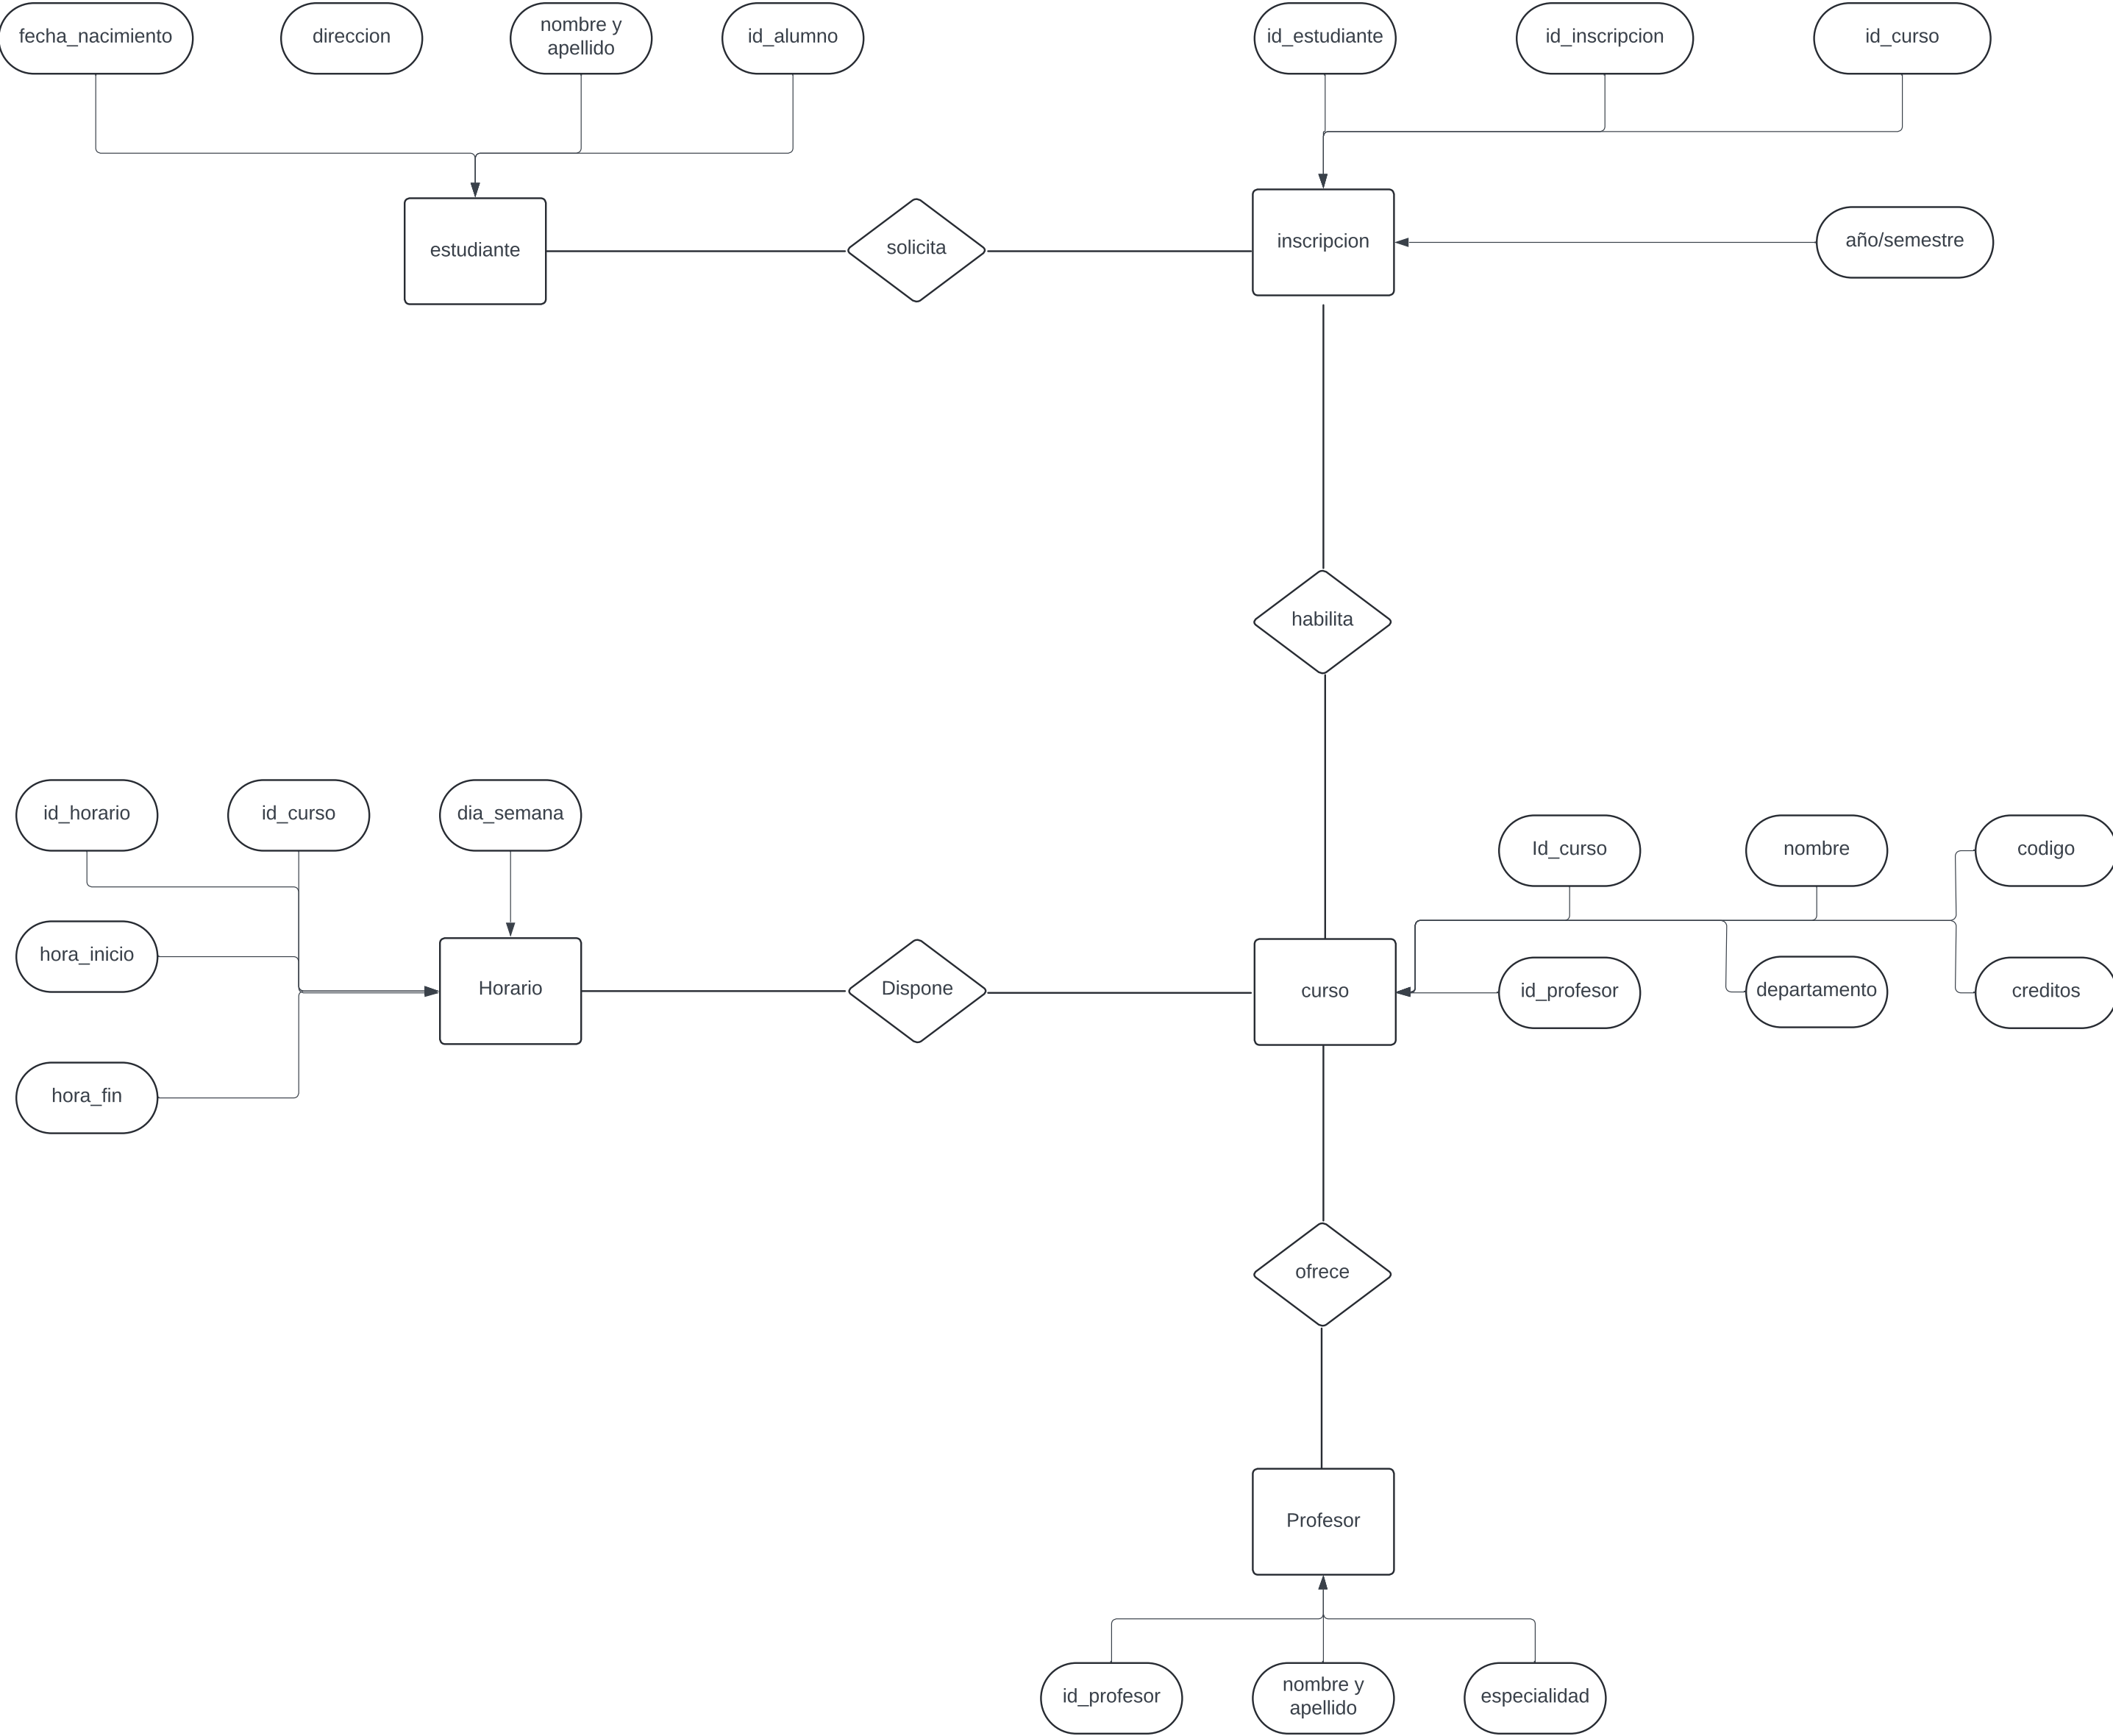 fecha_nacimiento
direccion
nombre y
apellido
id_alumno
id_estudiante
id_inscripcion
id_curso
estudiante
solicita
inscripcion
año/semestre
habilita
id_horario
id_curso
dia_semana
Id_curso
nombre
codigo
hora_inicio
Horario
Dispone
curso
id_profesor
departamento
creditos
hora_fin
ofrece
Profesor
id_profesor
nombre y
apellido
especialidad